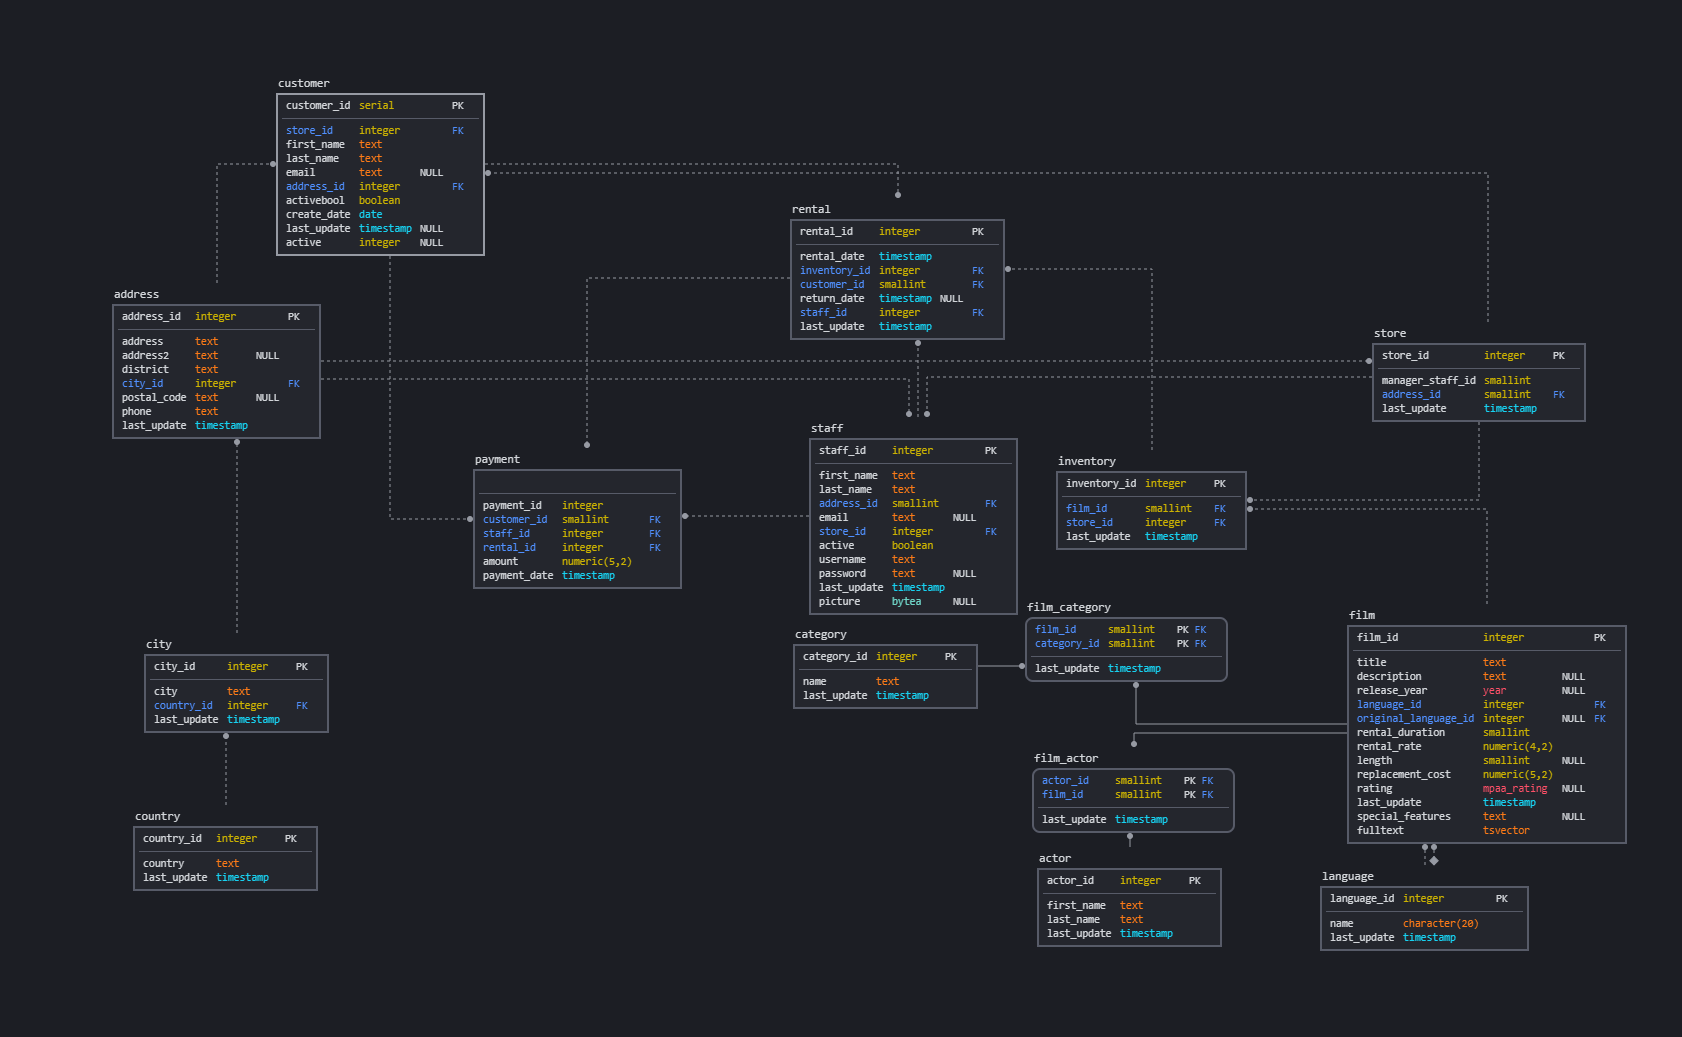 customer
customer_id serial PK
store_id integer FK
first_name text
last_name text
email text NULL
address_id integer FK
activebool boolean
create_date date
last_update timestamp NULL
active integer NULL
rental
rental_id integer PK
rental_date timestamp
inventory_id integer FK
customer_id smallint FK
return_date timestamp NULL
staff_id integer FK
last_update timestamp
address
address_id integer PK
address text
address2 text NULL
district text
city_id integer FK
postal_code text NULL
phone text
last_update timestamp
store
store_id integer PK
manager_staff_id smallint
address_id smallint FK
last_update timestamp
payment
payment_id integer
customer_id smallint FK
staff_id integer FK
rental_id integer FK
amount numeric(5,2)
payment_date timestamp
staff
staff_id integer PK
first_name text
last_name text
address_id smallint FK
email text NULL
store_id integer FK
active boolean
username text
password text NULL
last_update timestamp
picture bytea NULL
inventory
inventory_id integer PK
film_id smallint FK
store_id integer FK
last_update timestamp
film_category
film_id smallint PK FK
category_id smallint PK FK
last_update timestamp
category
category_id integer PK
name text
last_update timestamp
film
film_id integer PK
title text
description text NULL
release_year year NULL
language_id integer FK
original_language_id integer NULL FK
rental_duration smallint
rental_rate numeric(4,2)
length smallint NULL
replacement_cost numeric(5,2)
rating mpaa_rating NULL
last_update timestamp
special_features text NULL
fulltext tsvector
city
city_id integer PK
city text
country_id integer FK
last_update timestamp
film_actor
actor_id smallint PK FK
film_id smallint PK FK
last_update timestamp
country
country_id integer PK
country text
last_update timestamp
actor
actor_id integer PK
first_name text
last_name text
last_update timestamp
language
language_id integer PK
name character(20)
last_update timestamp